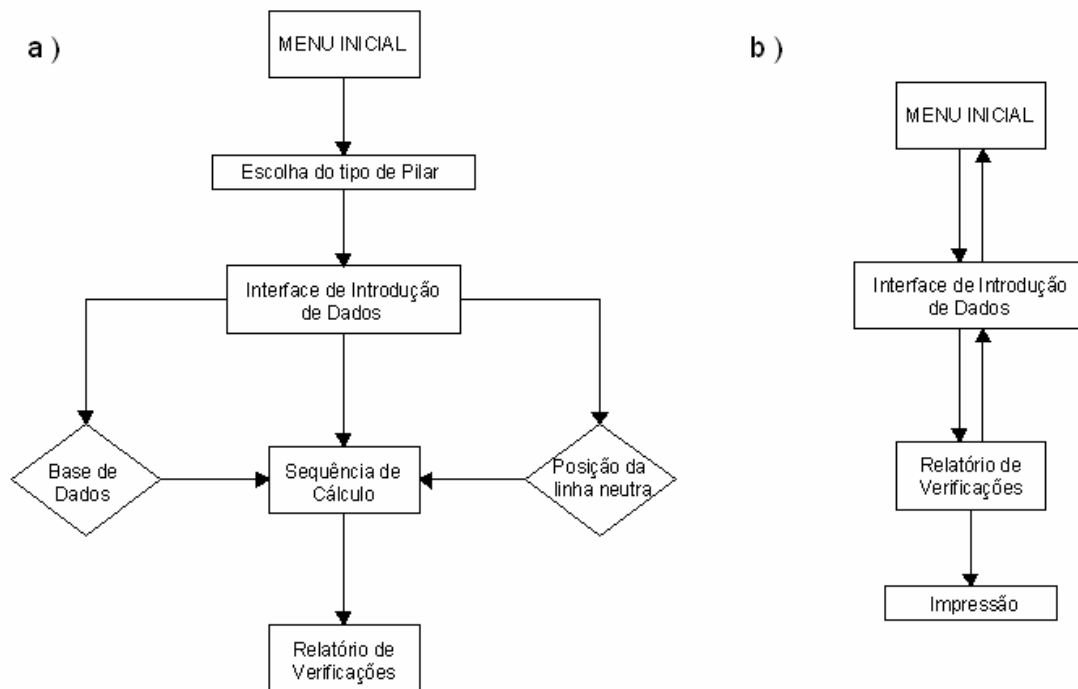 a )
MENU INICIAL
Escolha do tipo de Pilar
Interface de Introdução
de Dados
Base de
Dados
Sequência de
Cálculo
Posição da
linha neutra
Relatório de
Verificações
b )
MENU INICIAL
Interface de Introdução
de Dados
Relatório de
Verificações
Impressão